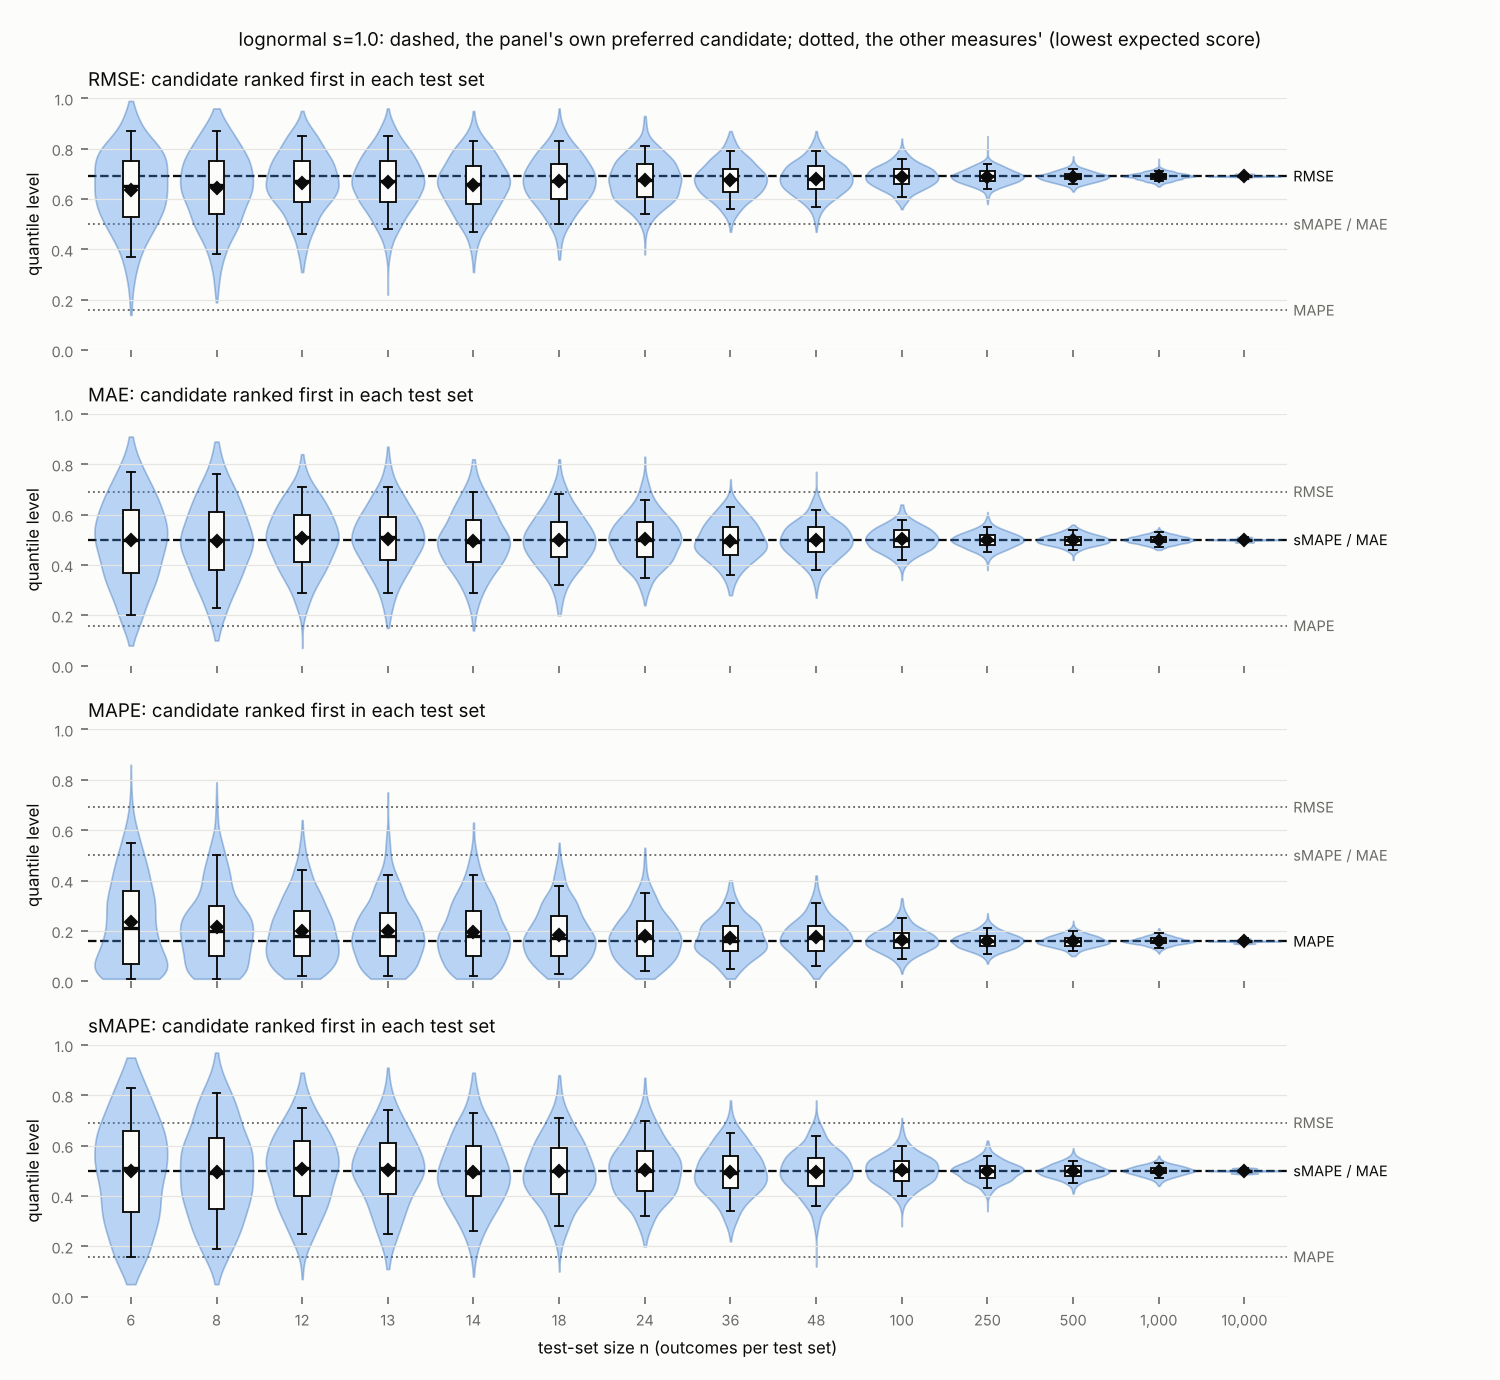 lognormal s=1.0: dashed, the panel's own preferred candidate; dotted, the other measures' (lowest expected score)
RMSE: candidate ranked first in each test set
quantile level
1.0
0.8
0.6
0.4
0.2
0.0
RMSE
sMAPE / MAE
MAPE
MAE: candidate ranked first in each test set
quantile level
1.0
0.8
0.6
0.4
0.2
0.0
RMSE
sMAPE / MAE
MAPE
MAPE: candidate ranked first in each test set
quantile level
1.0
0.8
0.6
0.4
0.2
0.0
RMSE
sMAPE / MAE
MAPE
sMAPE: candidate ranked first in each test set
quantile level
1.0
0.8
0.6
0.4
0.2
0.0
RMSE
sMAPE / MAE
MAPE
6 8 12 13 14 18 24 36 48 100 250 500 1,000 10,000
test-set size n (outcomes per test set)